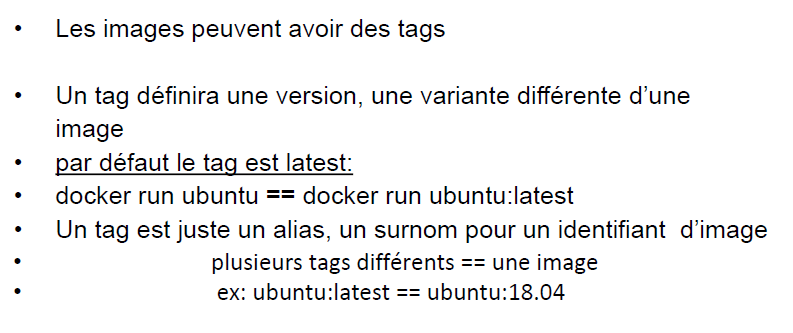 • Les images peuvent avoir des tags
• Un tag définira une version, une variante différente d’une
image
• par défaut le tag est latest:
• docker run ubuntu == docker run ubuntu:latest
• Un tag est juste un alias, un surnom pour un identifiant d’image
• plusieurs tags différents == une image
• ex: ubuntu:latest == ubuntu:18.04